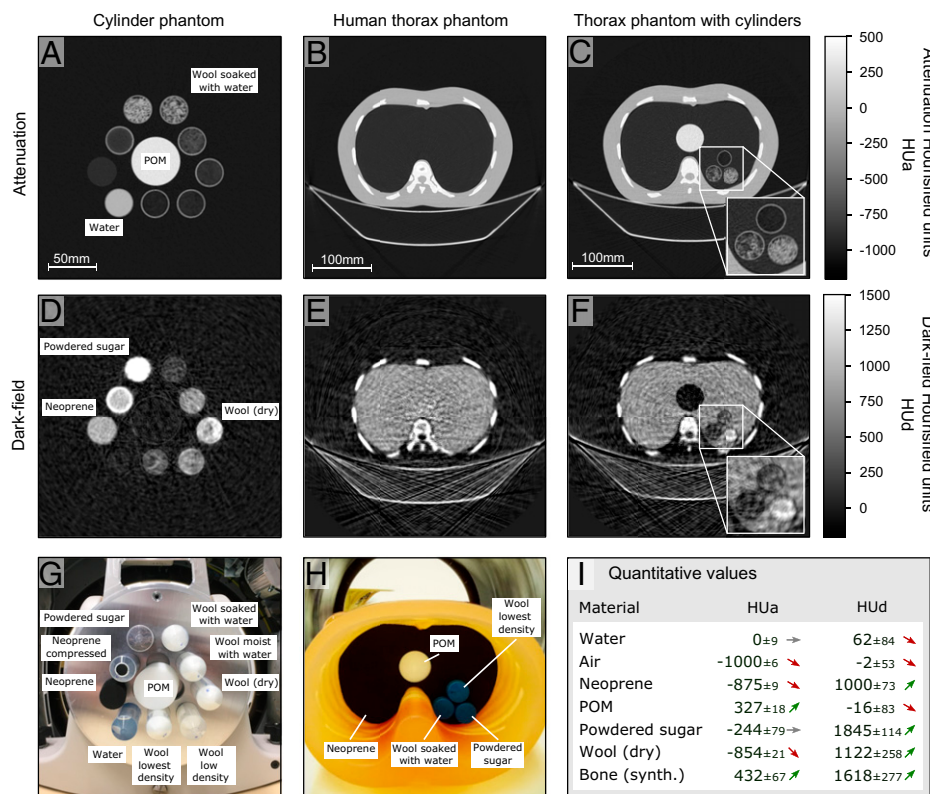 Cylinder phantom
Human thorax phantom
Thorax phantom with cylinders
Attenuation
A
Wool soaked
with water
POM
Water
50mm
B
100mm
C
100mm
500
250
0
-250
-500
-750
-1000
Attenuation Hounsfield units
HUa
Dark-field
D
Powdered sugar
Neoprene
Wool (dry)
E
F
1500
1250
1000
750
500
250
0
Dark-field Hounsfield units
HUd
G
Powdered sugar
Wool soaked
with water
Neoprene
compressed
Wool moist
with water
Neoprene
POM
Wool (dry)
Water
Wool
lowest
density
Wool
low
density
H
Wool
lowest
density
POM
Neoprene
Wool soaked
with water
Powdered
sugar
I Quantitative values
Material HUa HUd
Water 0±9 → 62±84 ↘
Air -1000±6 ↘ -2±53 ↘
Neoprene -875±9 ↘ 1000±73 ↗
POM 327±18 ↗ -16±83 ↘
Powdered sugar -244±79 → 1845±114 ↗
Wool (dry) -854±21 ↘ 1122±258 ↗
Bone (synth.) 432±67 ↗ 1618±277 ↗